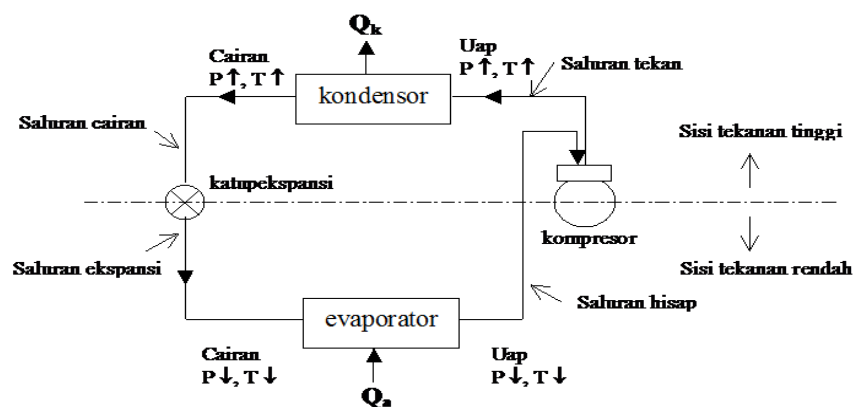 Qk
Cairan
P↑, T↑
Uap
P↑, T↑
Saluran tekan
kondensor
Saluran cairan
Sisi tekanan tinggi
katupekspansi
kompresor
Saluran ekspansi
Sisi tekanan rendah
Saluran hisap
evaporator
Cairan
P↓, T↓
Uap
P↓, T↓
Qa